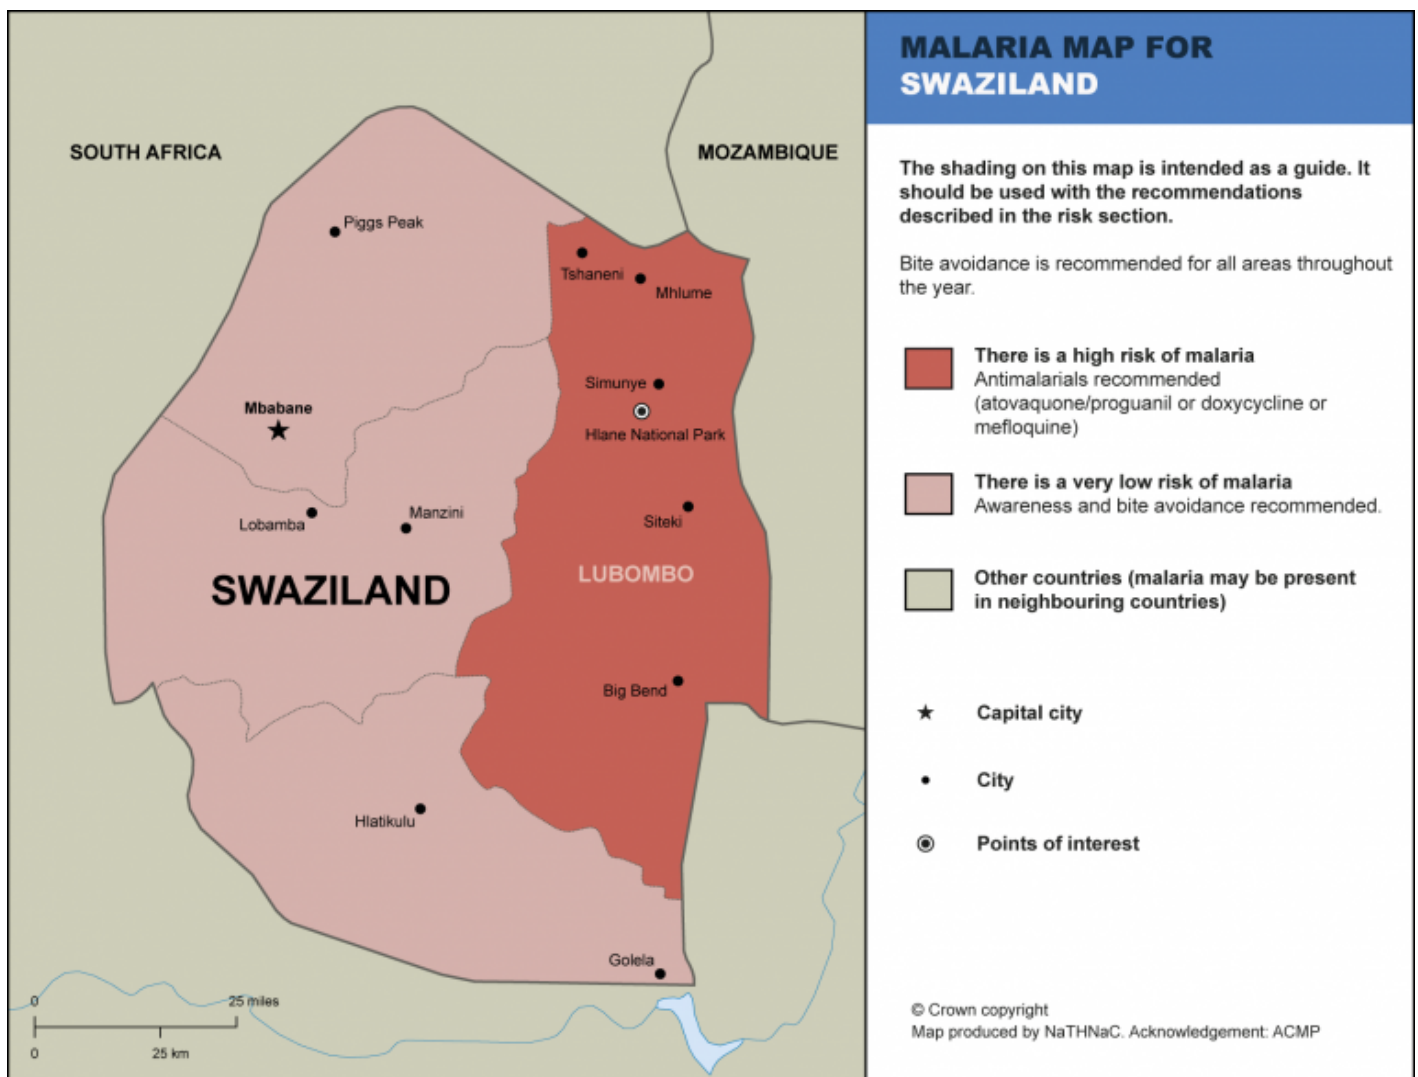 MALARIA MAP FOR
SWAZILAND
SOUTH AFRICA
MOZAMBIQUE
Piggs Peak
Tshaneni
Mhlume
Simunye
Hlane National Park
Mbabane
Lobamba
Manzini
Siteki
SWAZILAND
LUBOMBO
Big Bend
Hlatikulu
Golela
0
25 miles
0
25 km
The shading on this map is intended as a guide. It
should be used with the recommendations
described in the risk section.
Bite avoidance is recommended for all areas throughout
the year.
There is a high risk of malaria
Antimalarials recommended
(atovaquone/proguanil or doxycycline or
mefloquine)
There is a very low risk of malaria
Awareness and bite avoidance recommended.
Other countries (malaria may be present
in neighbouring countries)
Capital city
City
Points of interest
© Crown copyright
Map produced by NaTHNaC. Acknowledgement: ACMP